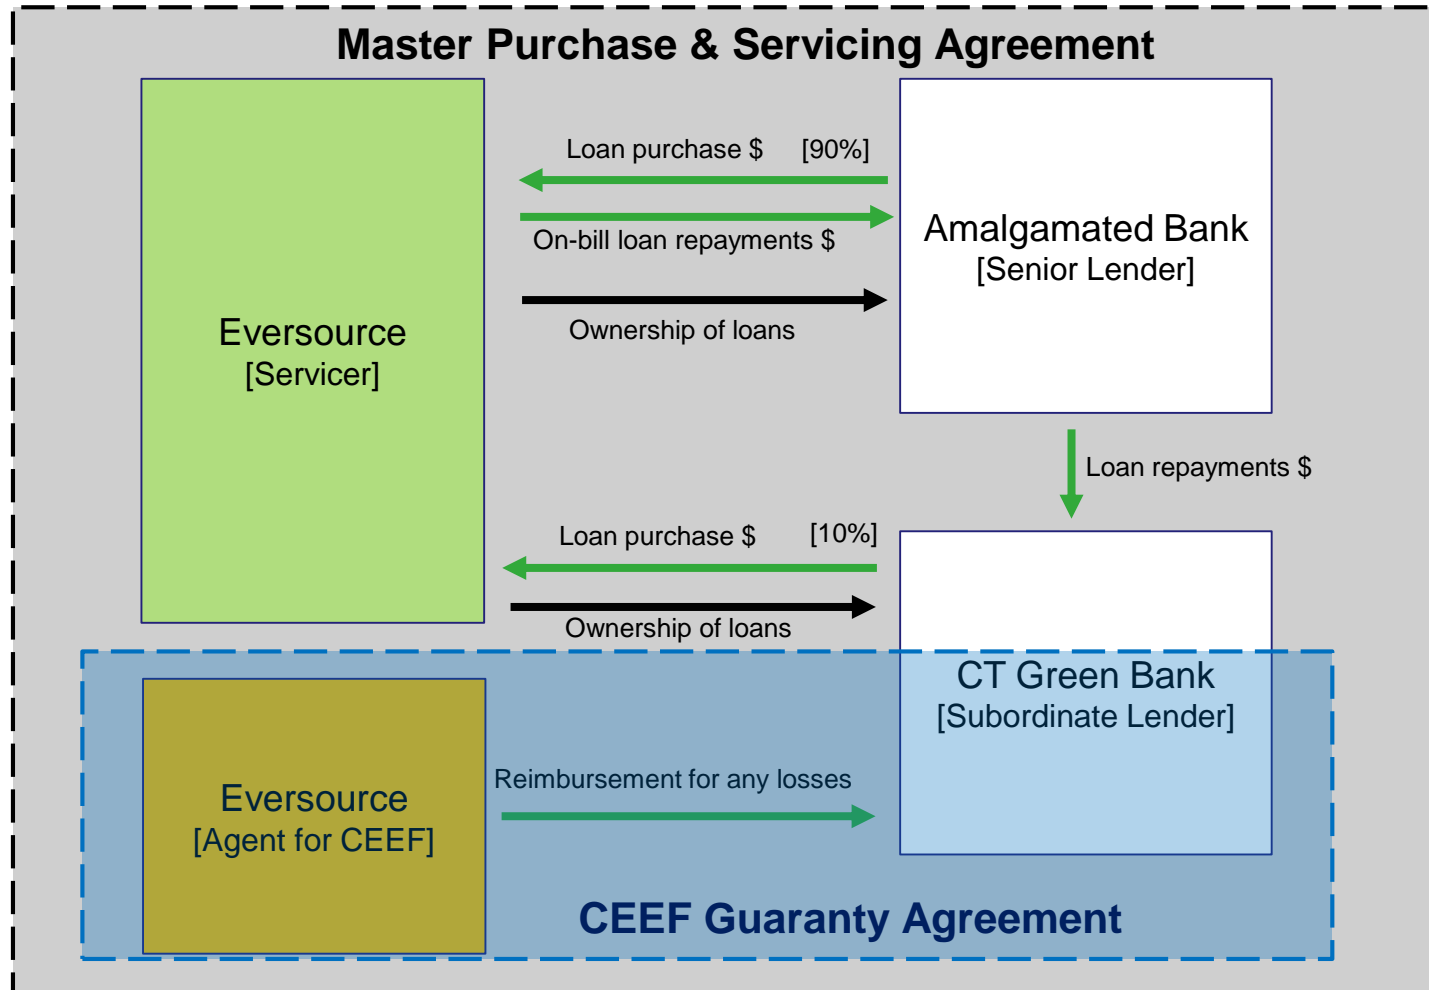 Master Purchase & Servicing Agreement
Loan purchase $ [90%]
On-bill loan repayments $
Amalgamated Bank
[Senior Lender]
Ownership of loans
Eversource
[Servicer]
Loan repayments $
Loan purchase $ [10%]
Ownership of loans
CT Green Bank
[Subordinate Lender]
Eversource
[Agent for CEEF]
Reimbursement for any losses
CEEF Guaranty Agreement